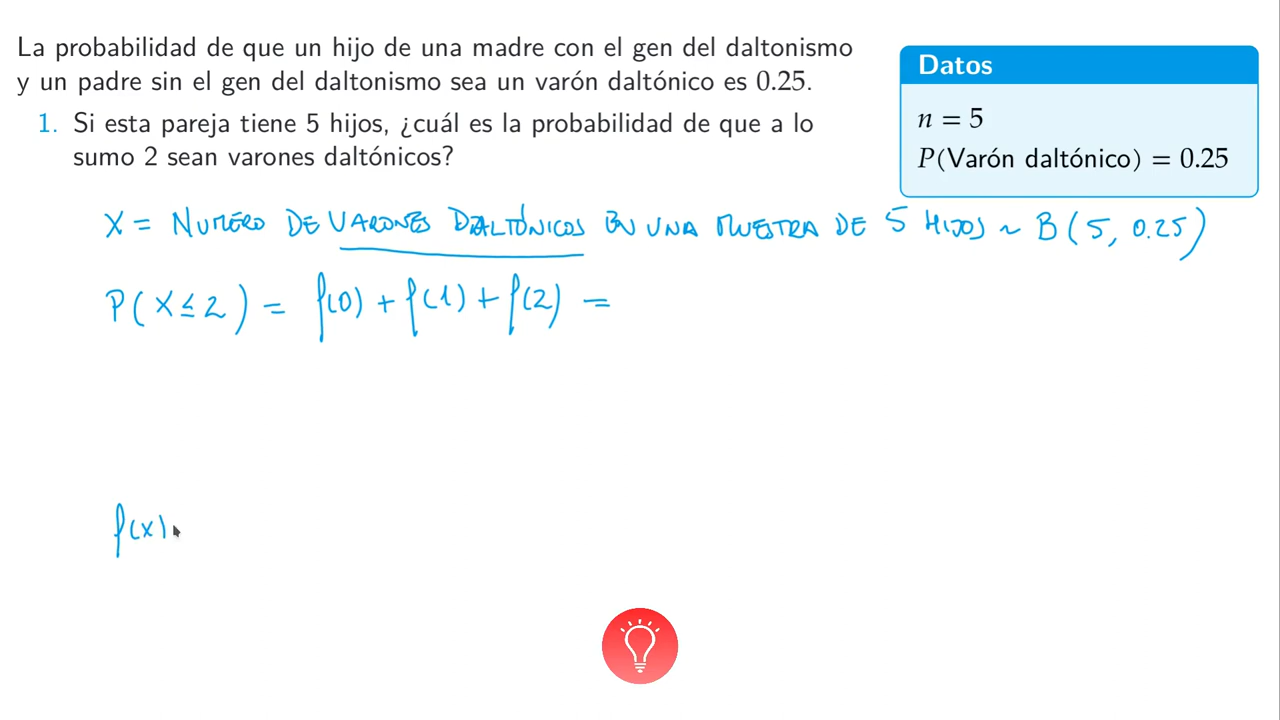 La probabilidad de que un hijo de una madre con el gen del daltonismo
y un padre sin el gen del daltonismo sea un varón daltónico es 0.25.
1. Si esta pareja tiene 5 hijos, ¿cuál es la probabilidad de que a lo
sumo 2 sean varones daltónicos?
Datos
n = 5
P(Varón daltónico) = 0.25
X = NUMERO DE VARONES DALTÓNICOS EN UNA MUESTRA DE 5 HIJOS ~ B(5, 0.25)
P(X ≤ 2) = f(0) + f(1) + f(2) =
f(x)